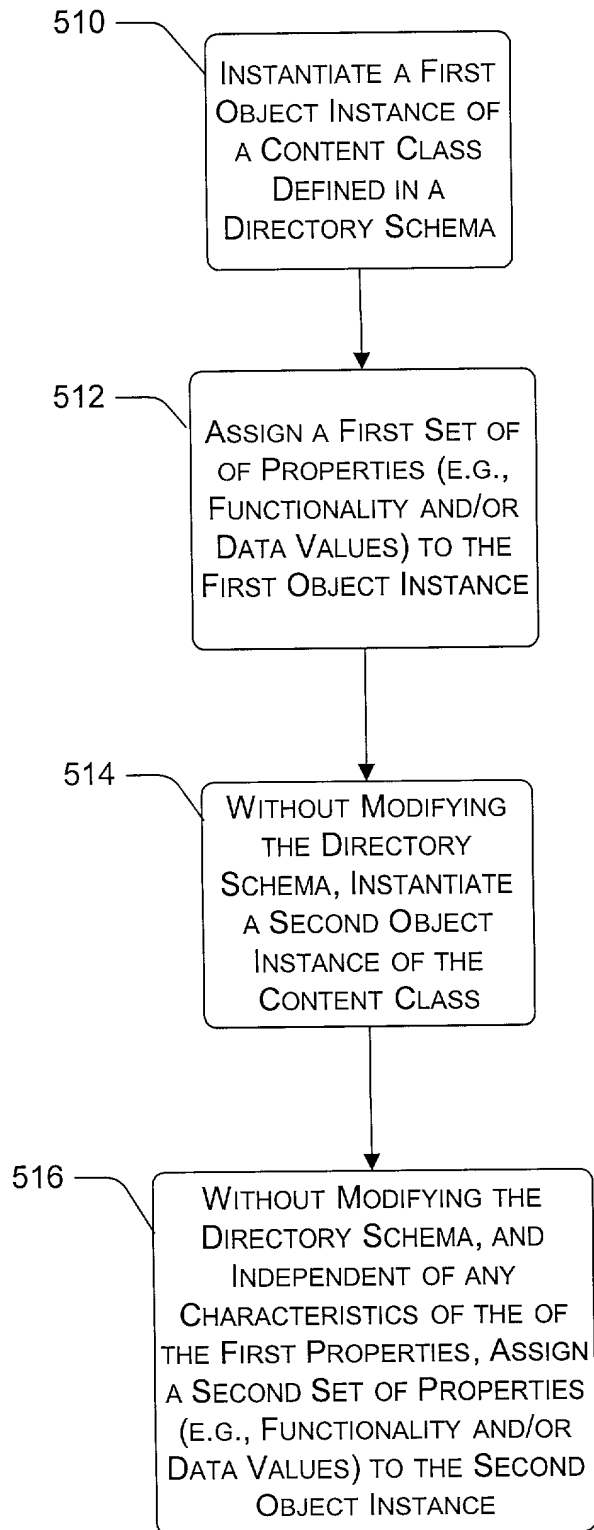 510
INSTANTIATE A FIRST
OBJECT INSTANCE OF
A CONTENT CLASS
DEFINED IN A
DIRECTORY SCHEMA
512
ASSIGN A FIRST SET OF
OF PROPERTIES (E.G.,
FUNCTIONALITY AND/OR
DATA VALUES) TO THE
FIRST OBJECT INSTANCE
514
WITHOUT MODIFYING
THE DIRECTORY
SCHEMA, INSTANTIATE
A SECOND OBJECT
INSTANCE OF THE
CONTENT CLASS
516
WITHOUT MODIFYING THE
DIRECTORY SCHEMA, AND
INDEPENDENT OF ANY
CHARACTERISTICS OF THE OF
THE FIRST PROPERTIES, ASSIGN
A SECOND SET OF PROPERTIES
(E.G., FUNCTIONALITY AND/OR
DATA VALUES) TO THE SECOND
OBJECT INSTANCE